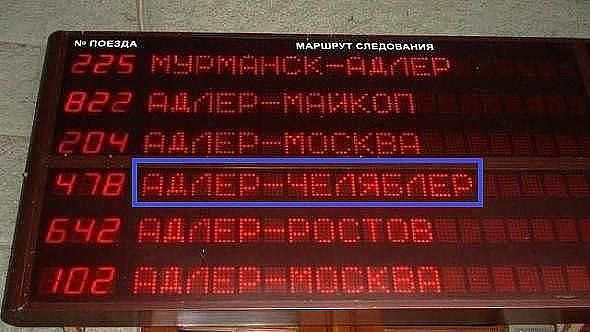 № ПОЕЗДА МАРШРУТ СЛЕДОВАНИЯ
225 МУРМАНСК-АДЛЕР
822 АДЛЕР-МАЙКОП
204 АДЛЕР-МОСКВА
478 АДЛЕР-ЧЕЛЯБЛЕР
642 АДЛЕР-РОСТОВ
102 АДЛЕР-МОСКВА